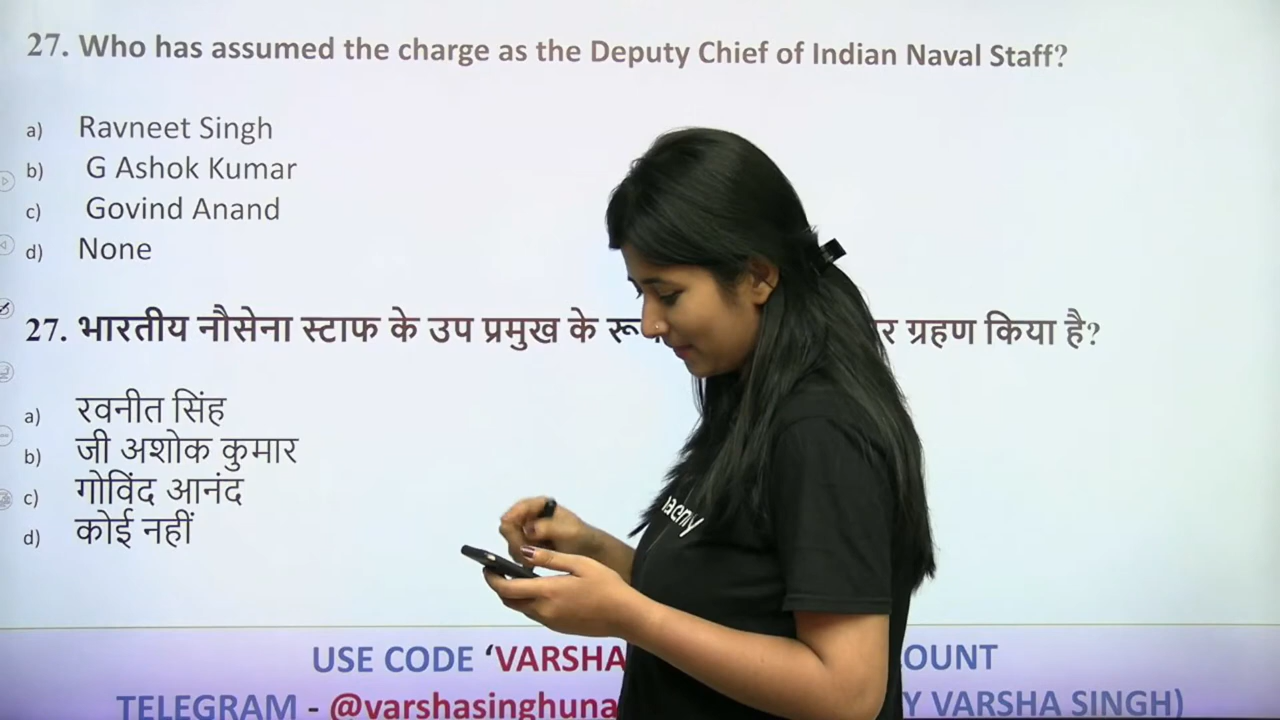 27. Who has assumed the charge as the Deputy Chief of Indian Naval Staff?
a) Ravneet Singh
b) G Ashok Kumar
c) Govind Anand
d) None
27. भारतीय नौसेना स्टाफ के उप प्रमुख के ग्रहण किया है?
a) रवनीत सिंह
b) जी अशोक कुमार
c) गोविंद आनंद
d) कोई नहीं
USE CODE ‘VARSHA
TELEGRAM - @varshasinghuna VARSHA SINGH)